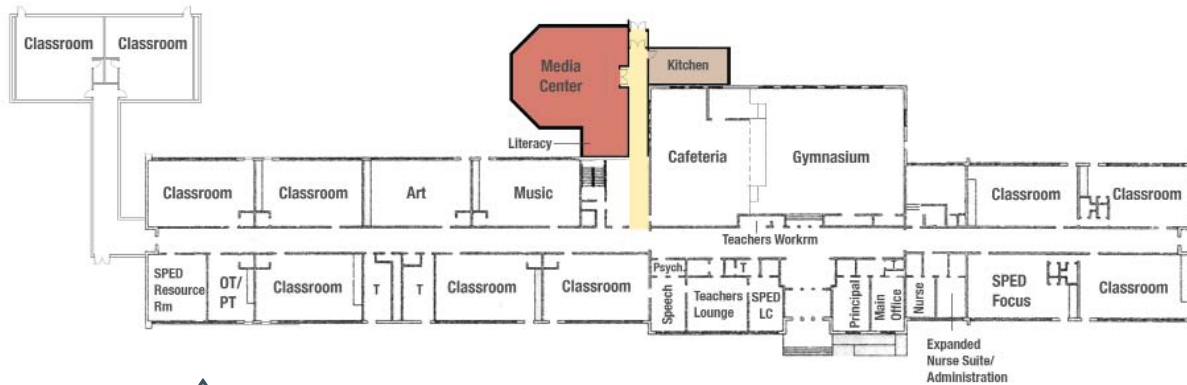 Classroom
Classroom
Media
Center
Kitchen
Literacy
Cafeteria
Gymnasium
Classroom
Classroom
Art
Music
Classroom
Classroom
Teachers Workrm
SPED
Resource
Rm
OT/
PT
Classroom
T
T
Classroom
Classroom
Psych.
Speech
Teachers
Lounge
T
SPED
LC
Principal
Main
Office
Nurse
SPED
Focus
Classroom
Expanded
Nurse Suite/
Administration